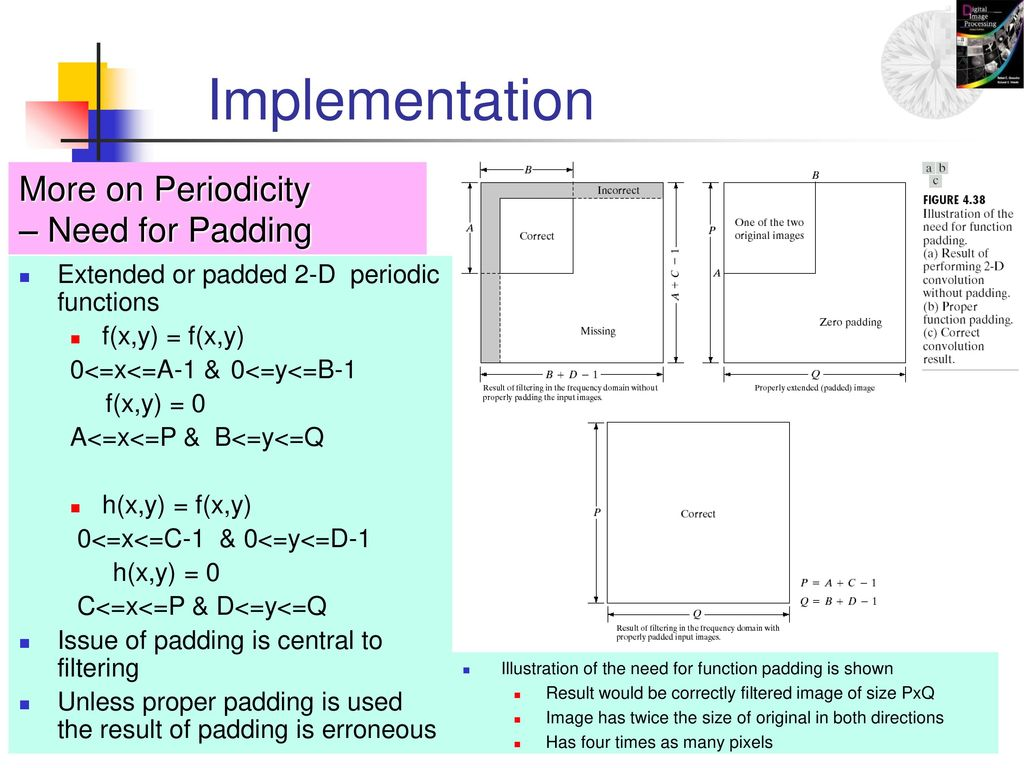 Digital
Image
Processing
Implementation
More on Periodicity
– Need for Padding
Extended or padded 2-D periodic
functions
f(x,y) = f(x,y)
0<=x<=A-1 & 0<=y<=B-1
f(x,y) = 0
A<=x<=P & B<=y<=Q
h(x,y) = f(x,y)
0<=x<=C-1 & 0<=y<=D-1
h(x,y) = 0
C<=x<=P & D<=y<=Q
Issue of padding is central to
filtering
Unless proper padding is used
the result of padding is erroneous
B
Incorrect
A
Correct
A + C − 1
Missing
B + D − 1
Result of filtering in the frequency domain without
properly padding the input images.
B
P
One of the two
original images
A
Zero padding
Q
Properly extended (padded) image
a b
c
FIGURE 4.38
Illustration of the
need for function
padding.
(a) Result of
performing 2-D
convolution
without padding.
(b) Proper
function padding.
(c) Correct
convolution
result.
P
Correct
P = A + C − 1
Q = B + D − 1
Q
Result of filtering in the frequency domain with
properly padded input images.
Illustration of the need for function padding is shown
Result would be correctly filtered image of size PxQ
Image has twice the size of original in both directions
Has four times as many pixels